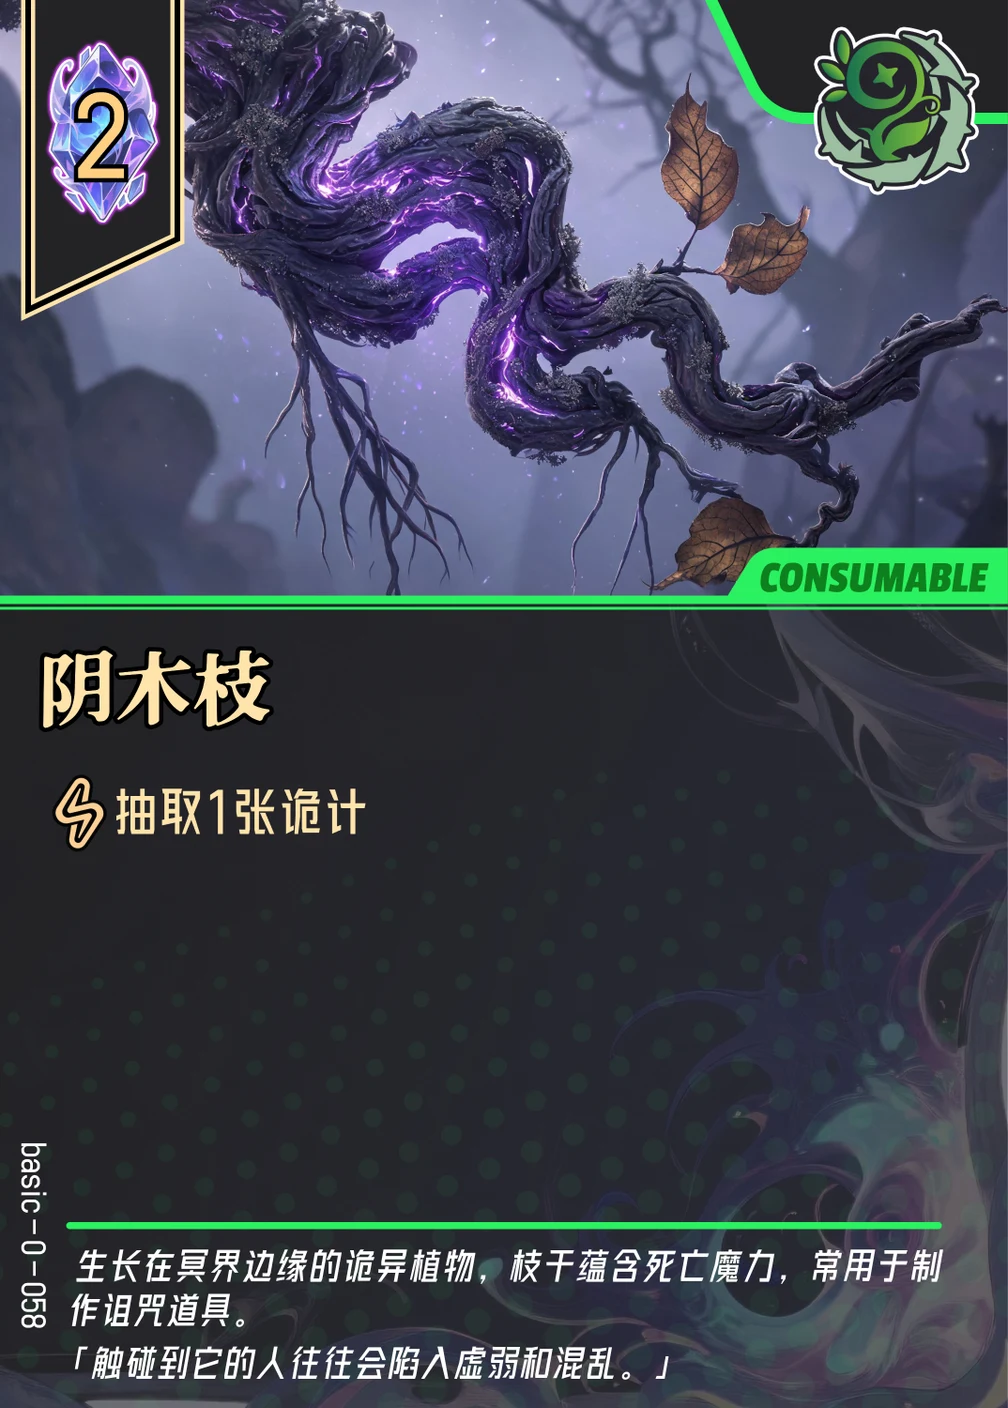 2
CONSUMABLE
阴木枝
抽取1张诡计
生长在冥界边缘的诡异植物，枝干蕴含死亡魔力，常用于制
作诅咒道具。
「触碰到它的人往往会陷入虚弱和混乱。」
basic-0-058